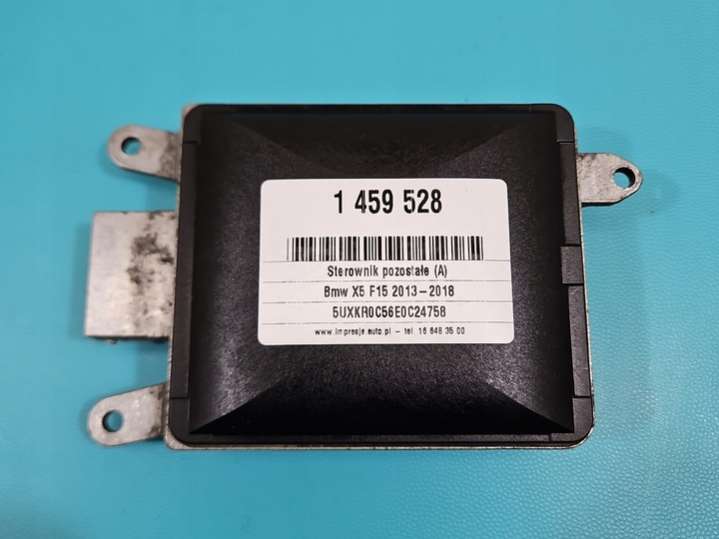 1 459 528
Sterownik pozostałe (A)
Bmw X5 F15 2013-2018
5UXKR0C56E0C24758
www.impresje auto.pl - tel. 16 648 35 00